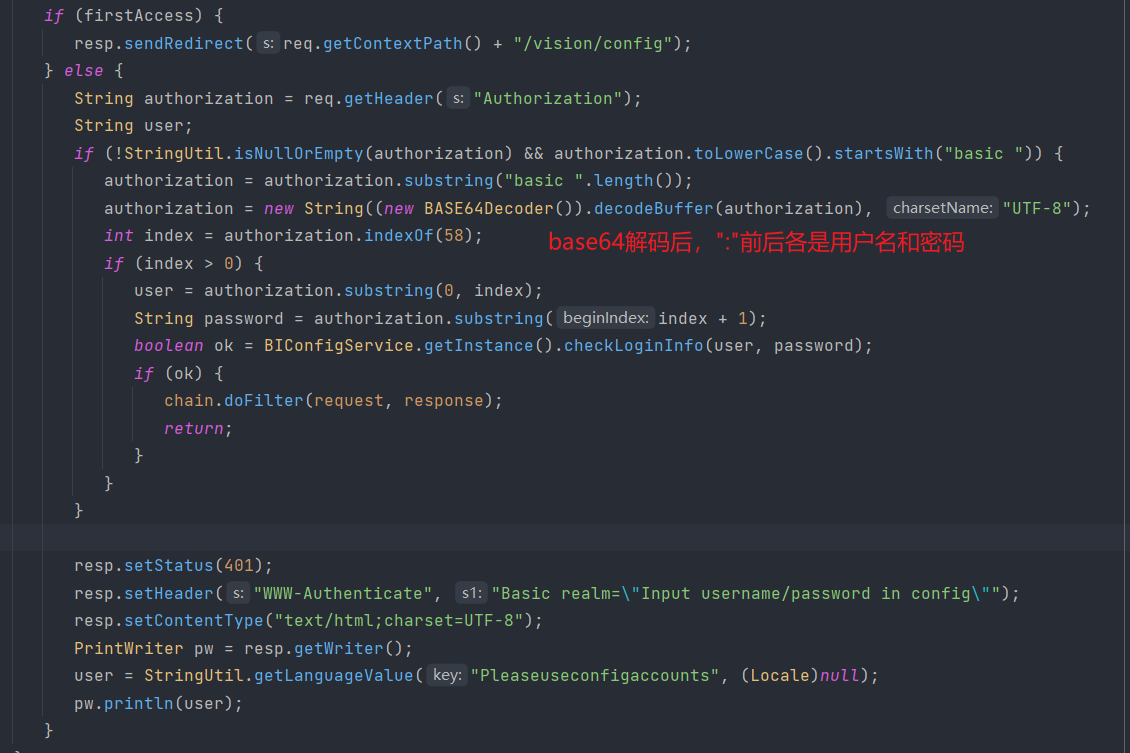 if (firstAccess) {
resp.sendRedirect( s: req.getContextPath() + "/vision/config");
} else {
String authorization = req.getHeader( s: "Authorization");
String user;
if (!StringUtil.isNullOrEmpty(authorization) && authorization.toLowerCase().startsWith("basic ")) {
authorization = authorization.substring("basic ".length());
authorization = new String((new BASE64Decoder()).decodeBuffer(authorization), charsetName: "UTF-8");
int index = authorization.indexOf(58); base64解码后，":"前后各是用户名和密码
if (index > 0) {
user = authorization.substring(0, index);
String password = authorization.substring( beginIndex: index + 1);
boolean ok = BIConfigService.getInstance().checkLoginInfo(user, password);
if (ok) {
chain.doFilter(request, response);
return;
}
}
}
resp.setStatus(401);
resp.setHeader( s: "WWW-Authenticate", s1: "Basic realm=\"Input username/password in config\"");
resp.setContentType("text/html;charset=UTF-8");
PrintWriter pw = resp.getWriter();
user = StringUtil.getLanguageValue( key: "Pleaseuseconfigaccounts", (Locale)null);
pw.println(user);
}